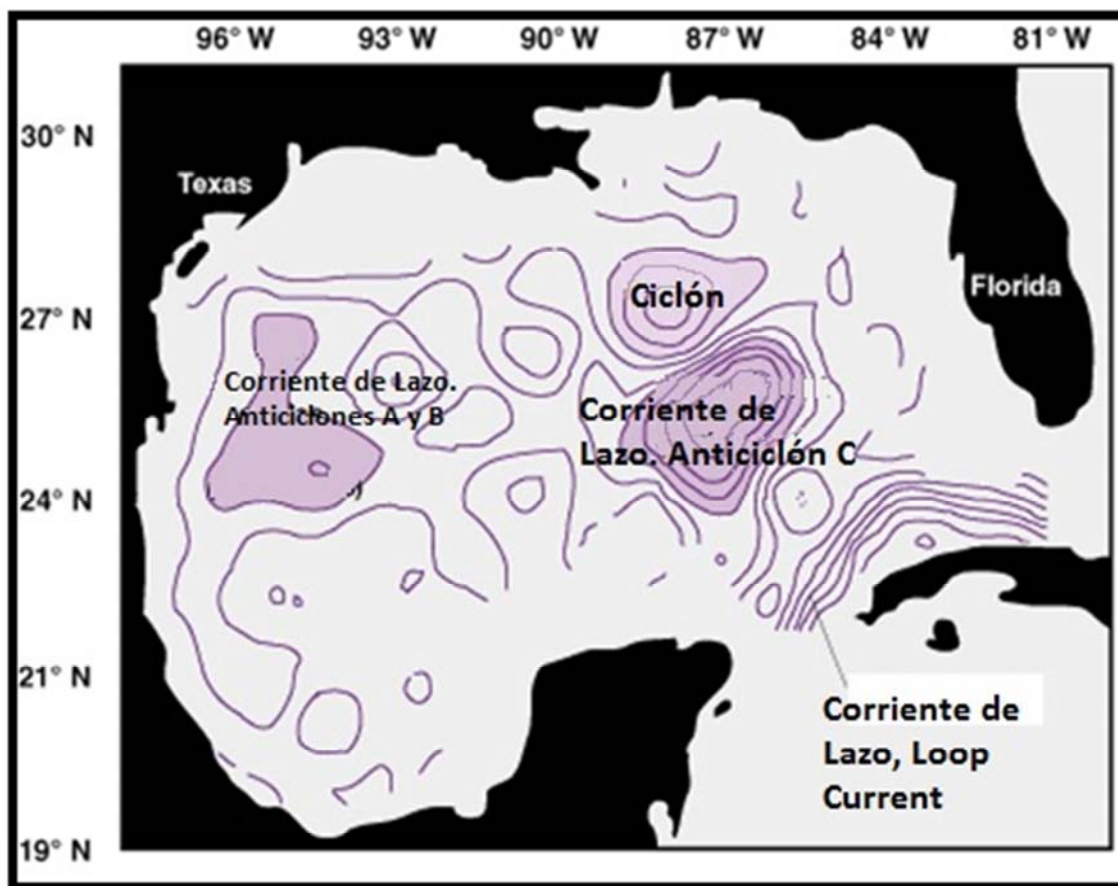 96° W 93° W 90° W 87° W 84° W 81° W
30° N
Texas
Florida
Ciclón
27° N
Corriente de Lazo.
Anticiclones A y B
Corriente de
Lazo. Anticiclón C
24° N
21° N
Corriente de
Lazo, Loop
Current
19° N